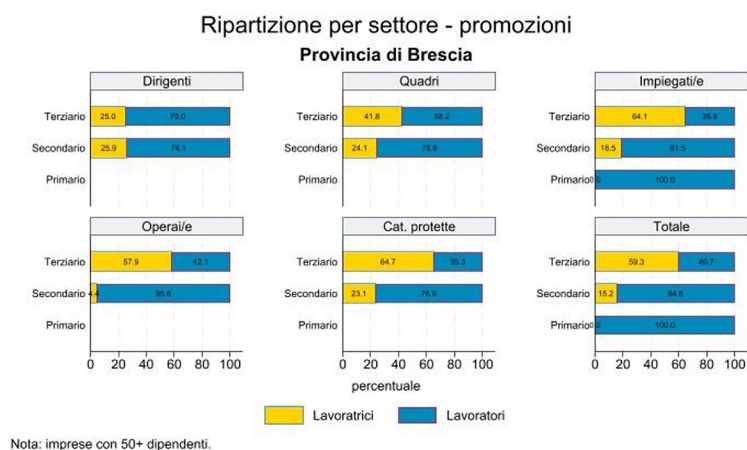 Ripartizione per settore - promozioni
Provincia di Brescia
Dirigenti
Terziario 25.0 75.0
Secondario 25.9 74.1
Primario
Quadri
Terziario 41.8 58.2
Secondario 24.1 75.9
Primario
Impiegati/e
Terziario 64.1 35.9
Secondario 18.5 81.5
Primario 0.0 100.0
Operai/e
Terziario 57.9 42.1
Secondario 4.4 95.6
Primario
0 20 40 60 80 100
Cat. protette
Terziario 64.7 35.3
Secondario 23.1 76.9
Primario
0 20 40 60 80 100
Totale
Terziario 59.3 40.7
Secondario 15.2 84.8
Primario 0.0 100.0
0 20 40 60 80 100
percentuale
Lavoratrici Lavoratori
Nota: imprese con 50+ dipendenti.